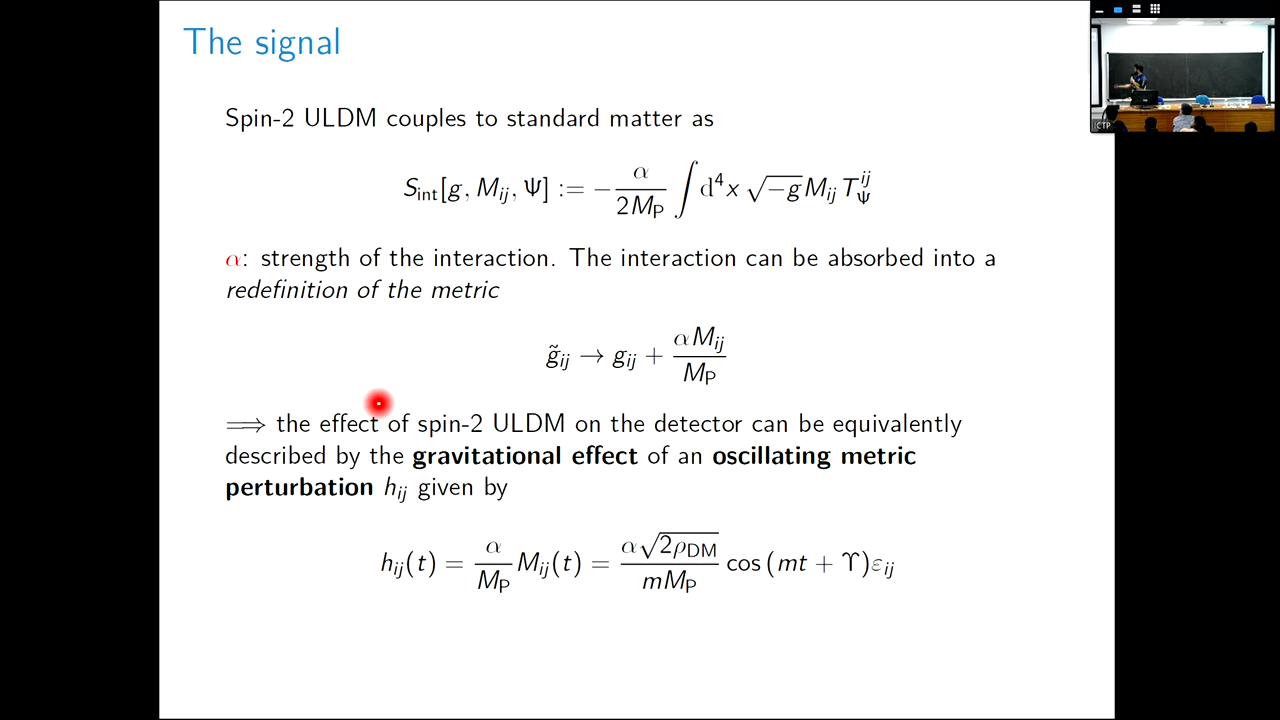 The signal
Spin-2 ULDM couples to standard matter as
S_int[g, M_ij, Ψ] := − α/2M_P ∫ d⁴x √−g M_ij T_Ψ^ij
α: strength of the interaction. The interaction can be absorbed into a
redefinition of the metric
g̃_ij → g_ij + αM_ij/M_P
⟹ the effect of spin-2 ULDM on the detector can be equivalently
described by the gravitational effect of an oscillating metric
perturbation h_ij given by
h_ij(t) = α/M_P M_ij(t) = α√2ρ_DM/mM_P cos (mt + ϒ)ε_ij
ICTP